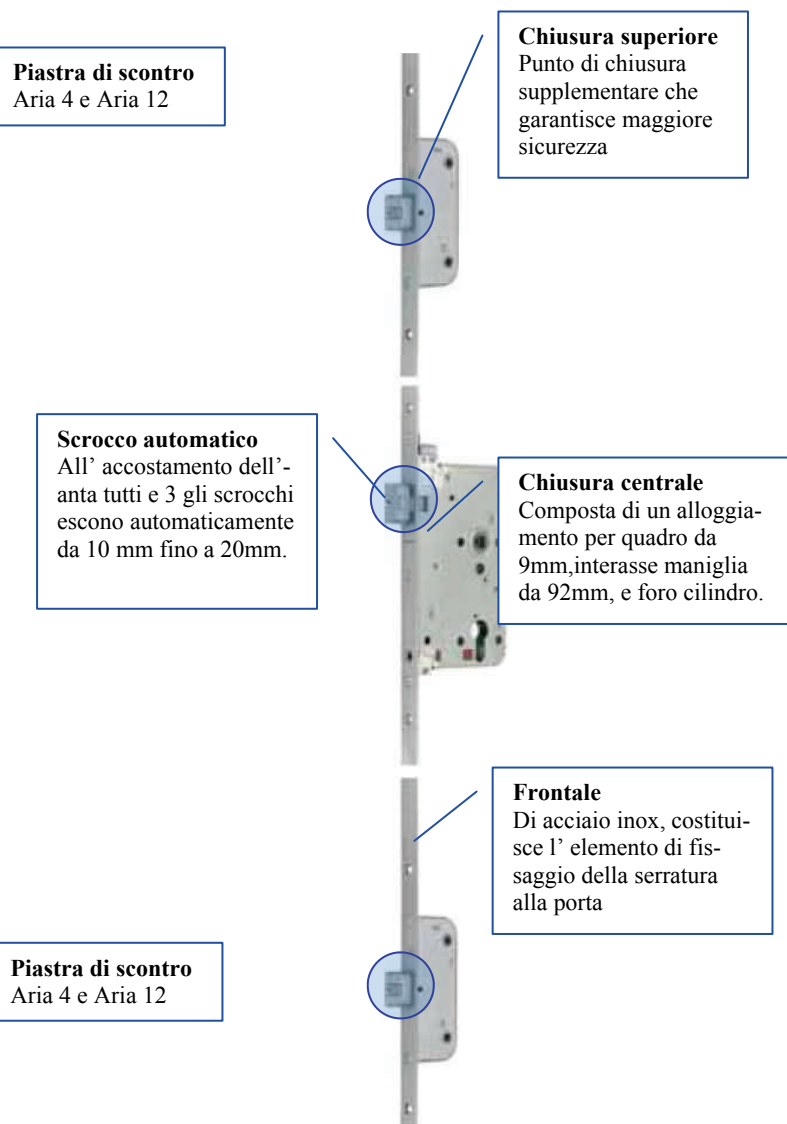 Piastra di scontro
Aria 4 e Aria 12
Chiusura superiore
Punto di chiusura
supplementare che
garantisce maggiore
sicurezza
Scrocco automatico
All' accostamento dell'-
anta tutti e 3 gli scrocchi
escono automaticamente
da 10 mm fino a 20mm.
Chiusura centrale
Composta di un alloggia-
mento per quadro da
9mm,interasse maniglia
da 92mm, e foro cilindro.
Frontale
Di acciaio inox, costitui-
sce l' elemento di fis-
saggio della serratura
alla porta
Piastra di scontro
Aria 4 e Aria 12